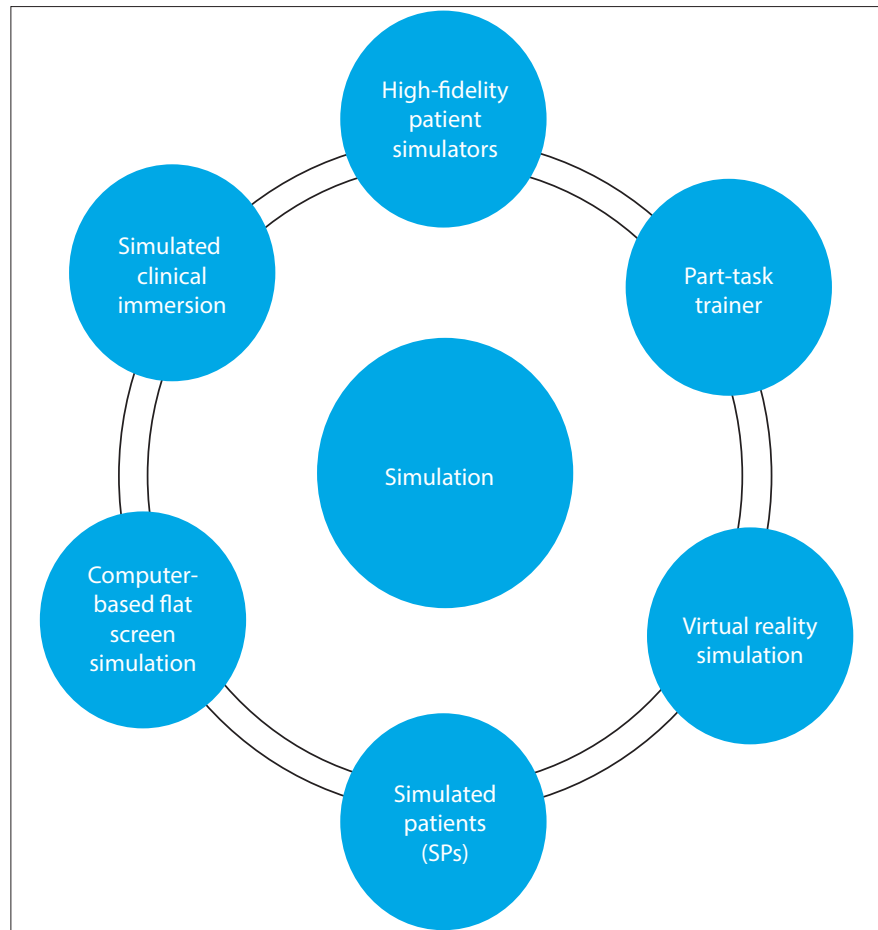 High-fidelity
patient
simulators
Simulated
clinical
immersion
Part-task
trainer
Simulation
Computer-
based flat
screen
simulation
Virtual reality
simulation
Simulated
patients
(SPs)